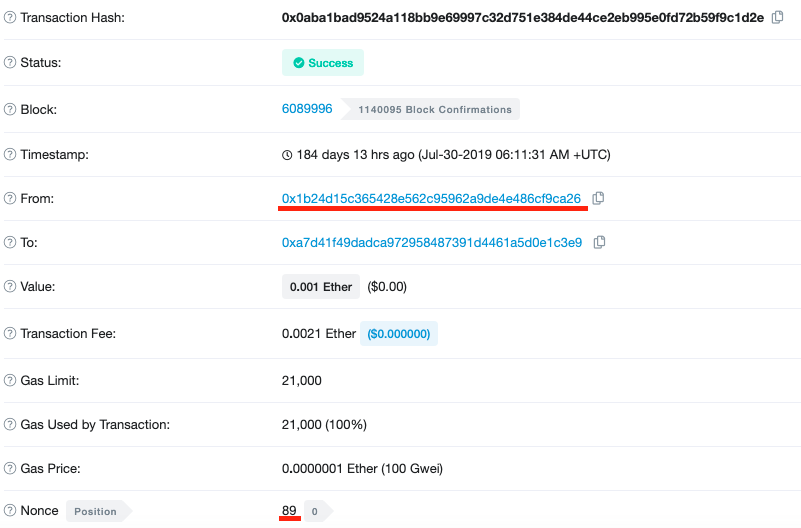 Transaction Hash: 0x0aba1bad9524a118bb9e69997c32d751e384de44ce2eb995e0fd72b59f9c1d2e
Status: Success
Block: 6089996 1140095 Block Confirmations
Timestamp: 184 days 13 hrs ago (Jul-30-2019 06:11:31 AM +UTC)
From: 0x1b24d15c365428e562c95962a9de4e486cf9ca26
To: 0xa7d41f49dadca972958487391d4461a5d0e1c3e9
Value: 0.001 Ether ($0.00)
Transaction Fee: 0.0021 Ether ($0.000000)
Gas Limit: 21,000
Gas Used by Transaction: 21,000 (100%)
Gas Price: 0.0000001 Ether (100 Gwei)
Nonce Position 89 0